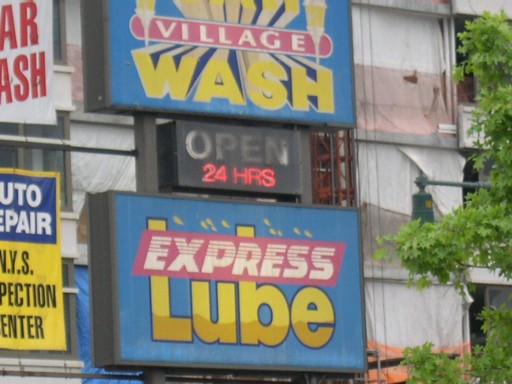 AR
ASH
VILLAGE
WASH
OPEN
24 HRS
UTO
EPAIR
N.Y.S.
PECTION
ENTER
EXPRESS
Lube